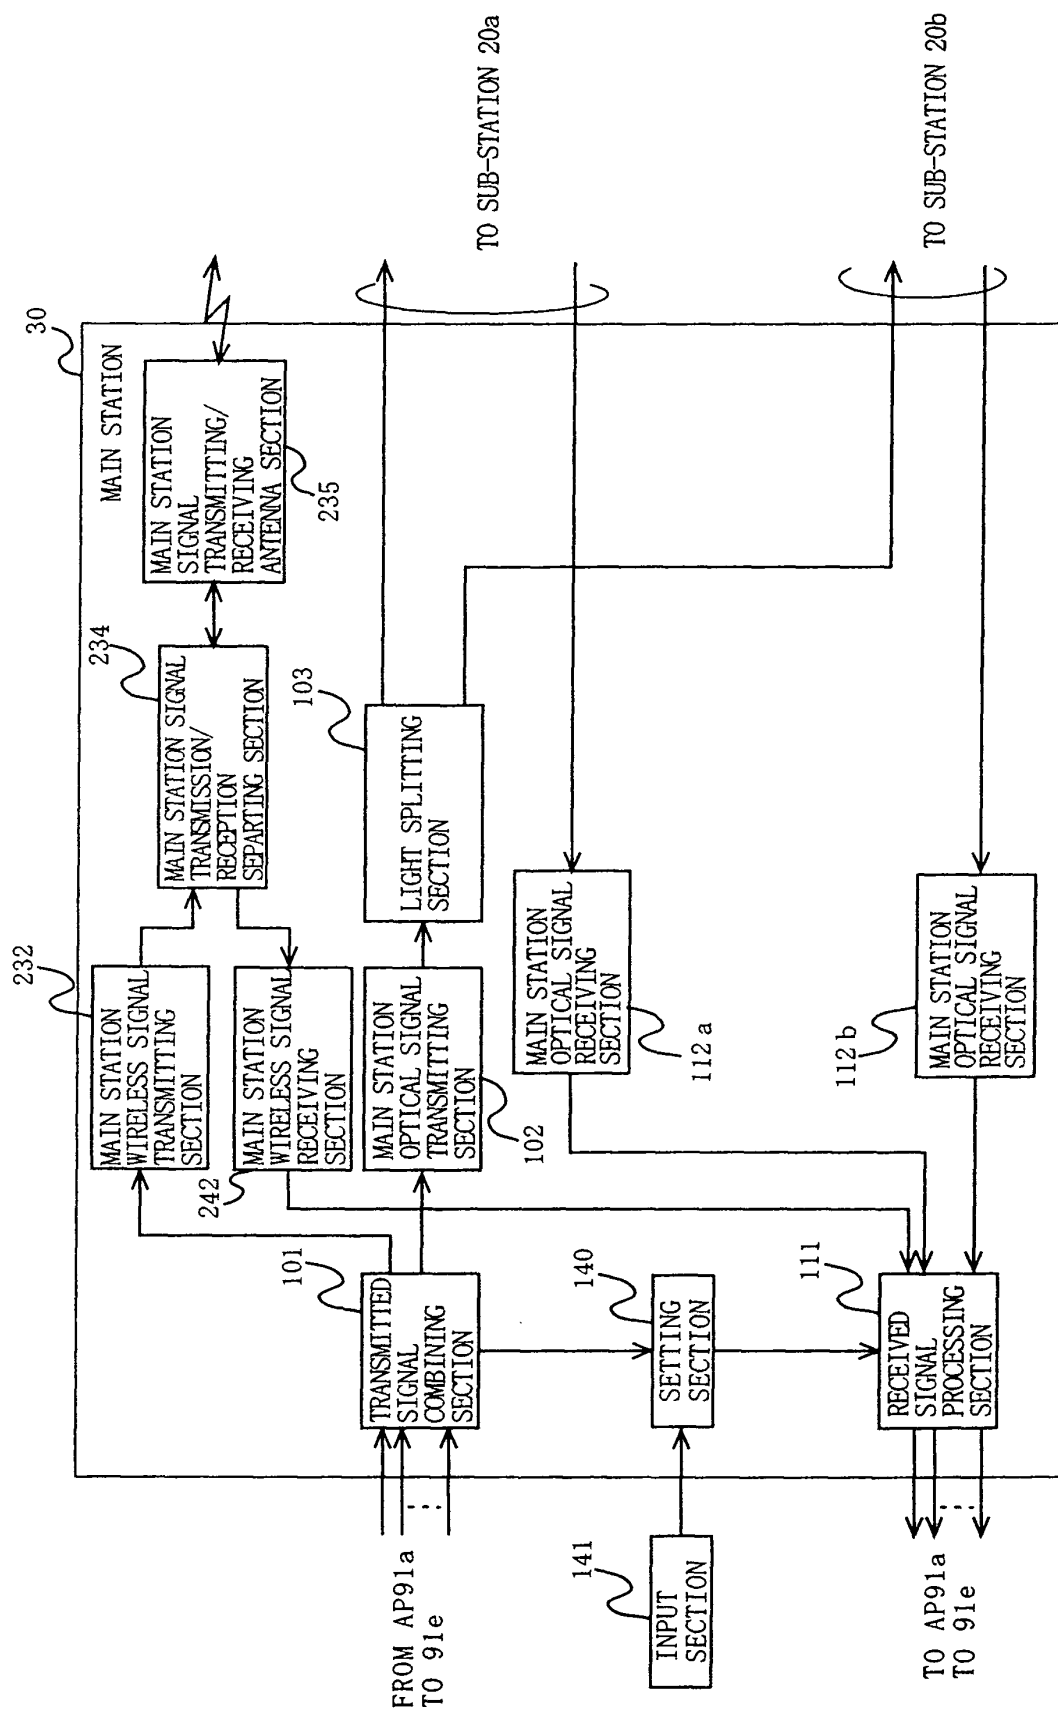 30
MAIN STATION
232
MAIN STATION
WIRELESS SIGNAL
TRANSMITTING
SECTION
234
MAIN STATION SIGNAL
TRANSMISSION/
RECEPTION
SEPARTING SECTION
MAIN STATION
SIGNAL
TRANSMITTING/
RECEIVING
ANTENNA SECTION
235
242
MAIN STATION
WIRELESS SIGNAL
RECEIVING
SECTION
FROM AP91a
TO 91e
101
TRANSMITTED
SIGNAL
COMBINING
SECTION
MAIN STATION
OPTICAL SIGNAL
TRANSMITTING
SECTION
102
103
LIGHT SPLITTING
SECTION
TO SUB-STATION 20a
MAIN STATION
OPTICAL SIGNAL
RECEIVING
SECTION
112a
141
INPUT
SECTION
140
SETTING
SECTION
TO AP91a
TO 91e
111
RECEIVED
SIGNAL
PROCESSING
SECTION
112b
MAIN STATION
OPTICAL SIGNAL
RECEIVING
SECTION
TO SUB-STATION 20b